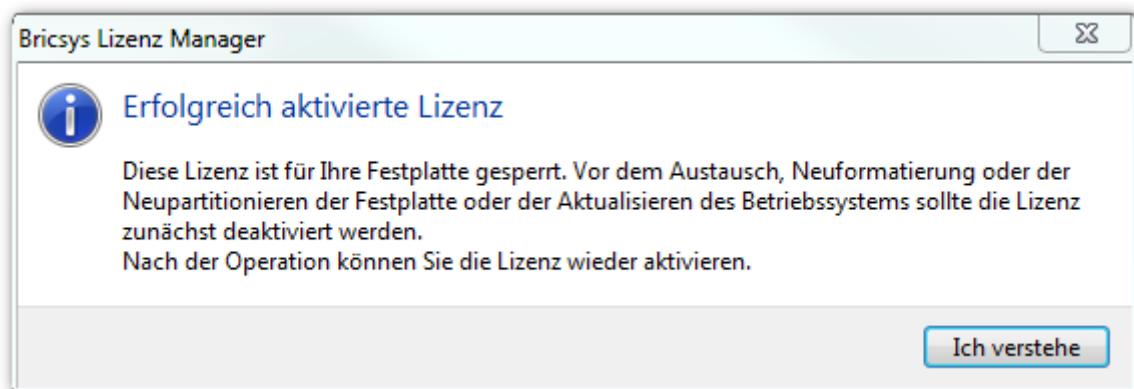 Bricsys Lizenz Manager
Erfolgreich aktivierte Lizenz
Diese Lizenz ist für Ihre Festplatte gesperrt. Vor dem Austausch, Neuformatierung oder der
Neupartitionieren der Festplatte oder der Aktualisieren des Betriebssystems sollte die Lizenz
zunächst deaktiviert werden.
Nach der Operation können Sie die Lizenz wieder aktivieren.
Ich verstehe